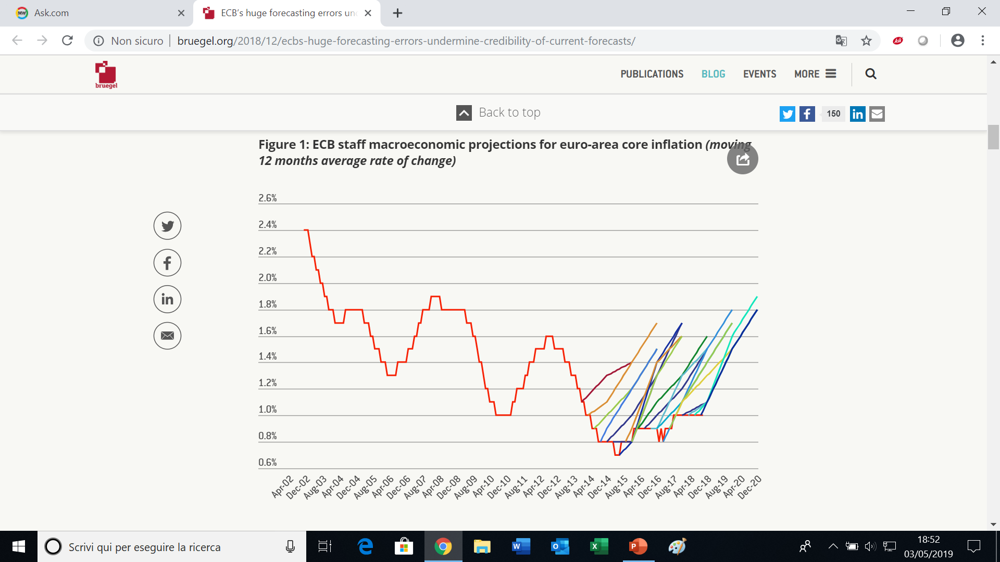 Ask.com
ECB's huge forecasting errors un
Non sicuro
bruegel.org/2018/12/ecbs-huge-forecasting-errors-undermine-credibility-of-current-forecasts/
Ask
bruegel
PUBLICATIONS BLOG EVENTS MORE
Back to top
150
Figure 1: ECB staff macroeconomic projections for euro-area core inflation (moving
12 months average rate of change)
2.6%
2.4%
2.2%
2.0%
1.8%
1.6%
1.4%
1.2%
1.0%
0.8%
0.6%
Apr-02
Dec-02
Aug-03
Apr-04
Dec-04
Aug-05
Apr-06
Dec-06
Aug-07
Apr-08
Dec-08
Aug-09
Apr-10
Dec-10
Aug-11
Apr-12
Dec-12
Aug-13
Apr-14
Dec-14
Aug-15
Apr-16
Dec-16
Aug-17
Apr-18
Dec-18
Aug-19
Apr-20
Dec-20
Scrivi qui per eseguire la ricerca
18:52
03/05/2019